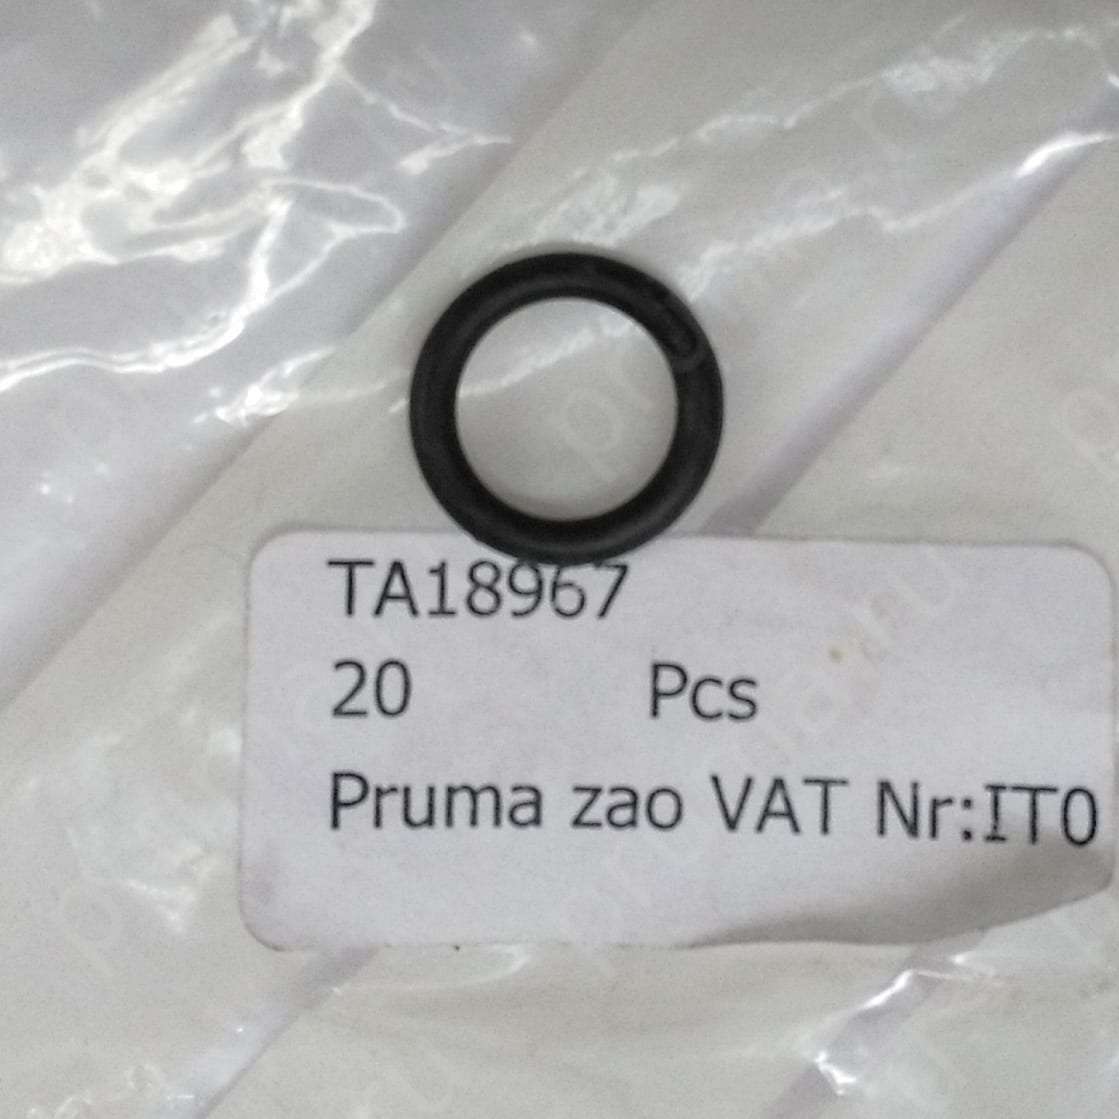 TA18967
20 Pcs
Pruma zao VAT Nr:IT0